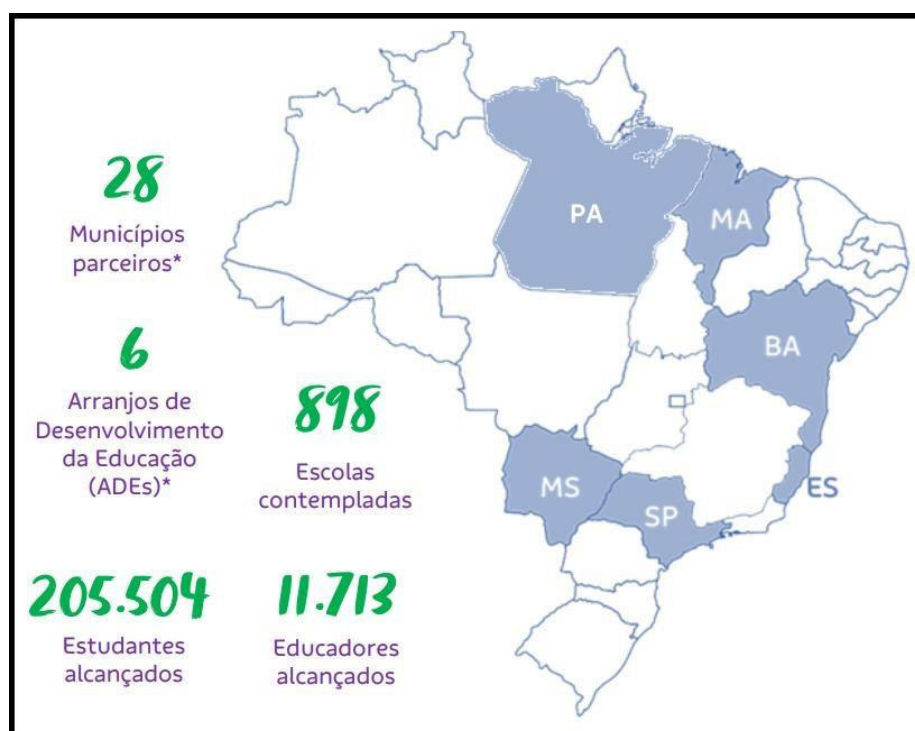 28
Municípios
parceiros*
6
Arranjos de
Desenvolvimento
da Educação
(ADEs)*
898
Escolas
contempladas
205.504
Estudantes
alcançados
11.713
Educadores
alcançados
PA
MA
BA
MS
SP
ES